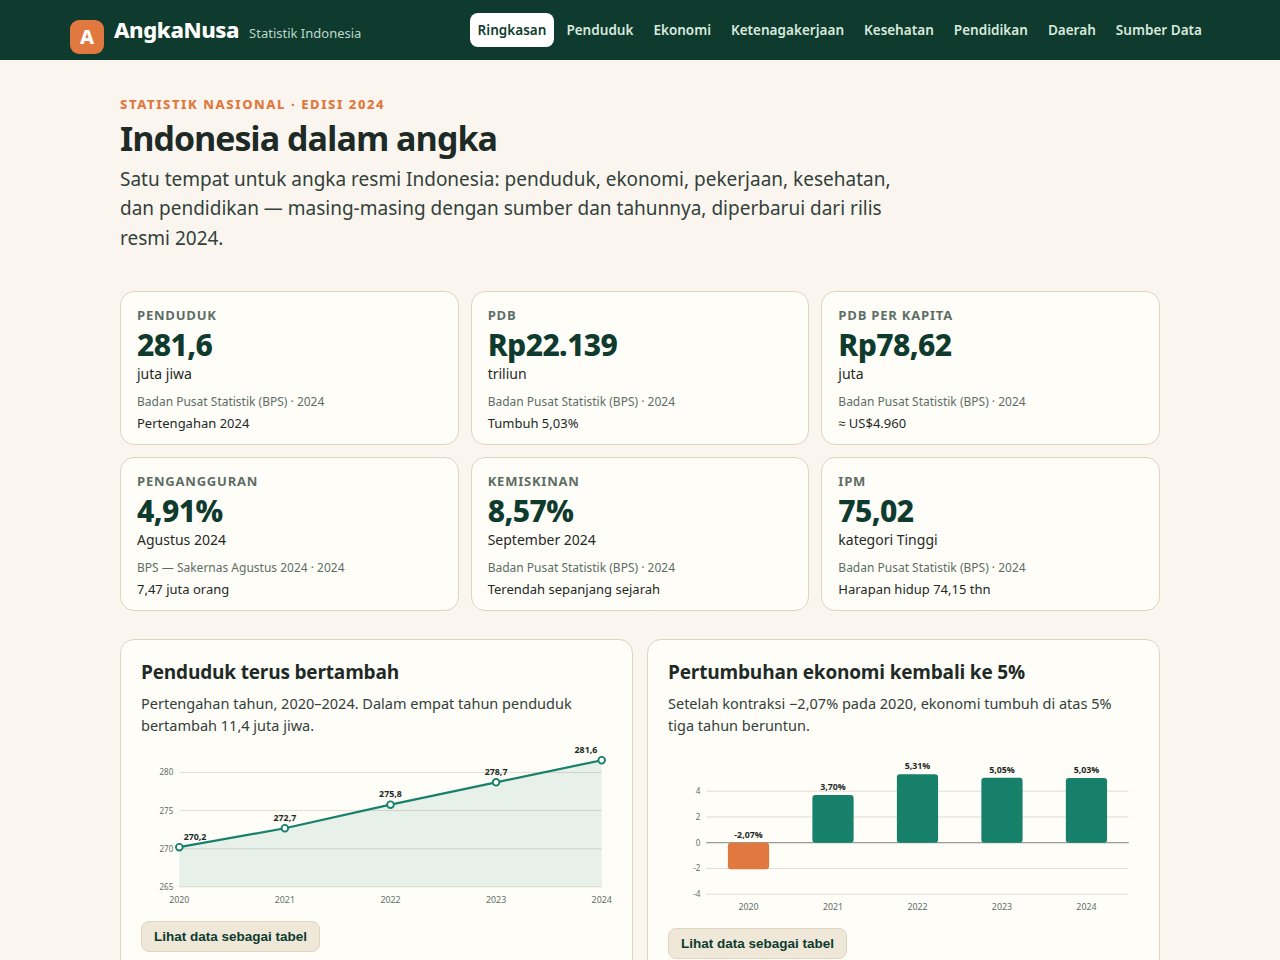 A AngkaNusa Statistik Indonesia Ringkasan Penduduk Ekonomi Ketenagakerjaan Kesehatan Pendidikan Daerah Sumber Data
STATISTIK NASIONAL · EDISI 2024
Indonesia dalam angka
Satu tempat untuk angka resmi Indonesia: penduduk, ekonomi, pekerjaan, kesehatan,
dan pendidikan — masing-masing dengan sumber dan tahunnya, diperbarui dari rilis
resmi 2024.
PENDUDUK
281,6
juta jiwa
Badan Pusat Statistik (BPS) · 2024
Pertengahan 2024
PDB
Rp22.139
triliun
Badan Pusat Statistik (BPS) · 2024
Tumbuh 5,03%
PDB PER KAPITA
Rp78,62
juta
Badan Pusat Statistik (BPS) · 2024
≈ US$4.960
PENGANGGURAN
4,91%
Agustus 2024
BPS — Sakernas Agustus 2024 · 2024
7,47 juta orang
KEMISKINAN
8,57%
September 2024
Badan Pusat Statistik (BPS) · 2024
Terendah sepanjang sejarah
IPM
75,02
kategori Tinggi
Badan Pusat Statistik (BPS) · 2024
Harapan hidup 74,15 thn
Penduduk terus bertambah
Pertengahan tahun, 2020–2024. Dalam empat tahun penduduk
bertambah 11,4 juta jiwa.
281,6
280
278,7
275,8
275
272,7
270,2
270
265
2020 2021 2022 2023 2024
Lihat data sebagai tabel
Pertumbuhan ekonomi kembali ke 5%
Setelah kontraksi −2,07% pada 2020, ekonomi tumbuh di atas 5%
tiga tahun beruntun.
5,31%
5,05% 5,03%
3,70%
4
2
-2,07%
0
-2
-4
2020 2021 2022 2023 2024
Lihat data sebagai tabel